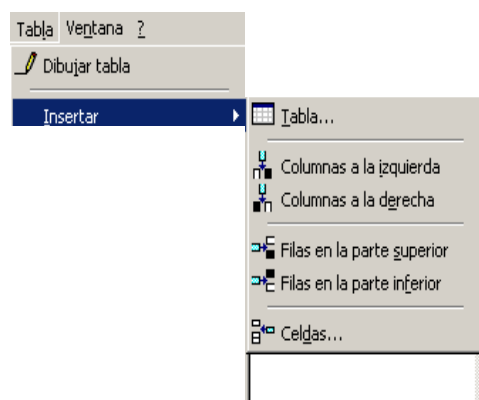 Tabla Ventana ?
Dibujar tabla
Insertar
Tabla...
Columnas a la izquierda
Columnas a la derecha
Filas en la parte superior
Filas en la parte inferior
Celdas...